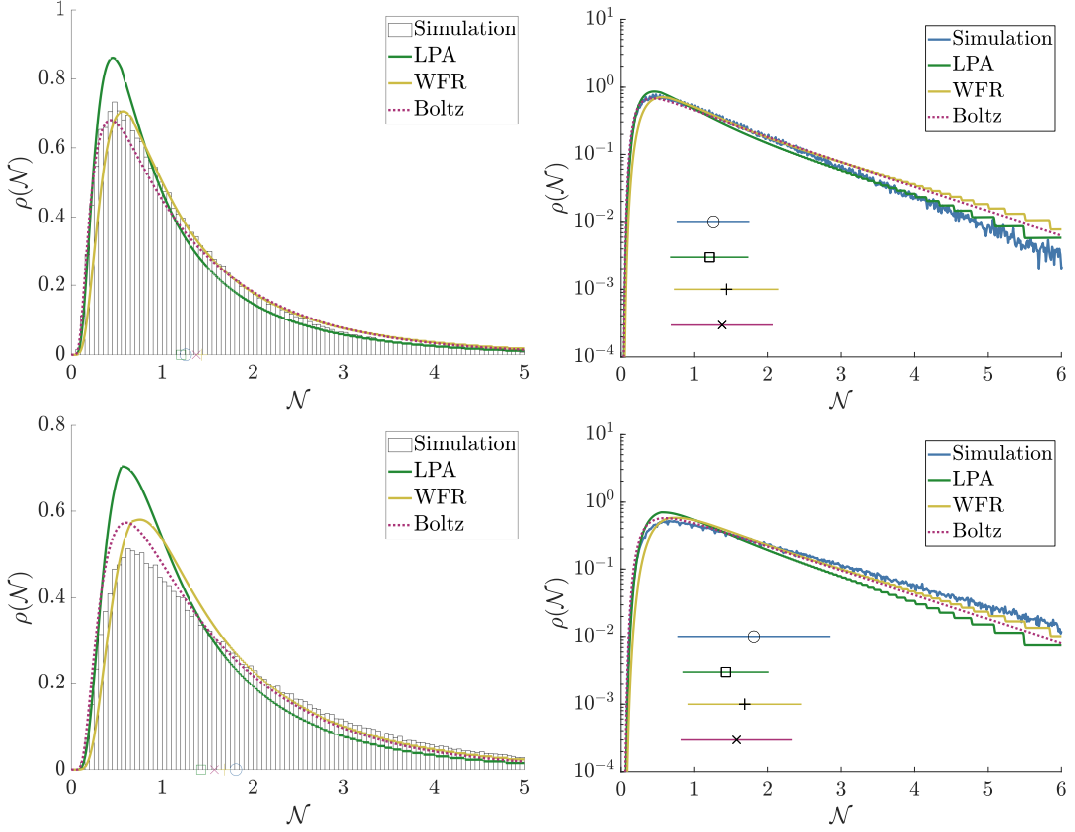 1
0.8
0.6
0.4
0.2
0
ρ(𝒩)
0 1 2 3 4 5
𝒩
Simulation
LPA
WFR
Boltz
10^1
10^0
10^-1
10^-2
10^-3
10^-4
ρ(𝒩)
0 1 2 3 4 5 6
𝒩
Simulation
LPA
WFR
Boltz
0.8
0.6
0.4
0.2
0
ρ(𝒩)
0 1 2 3 4 5
𝒩
Simulation
LPA
WFR
Boltz
10^1
10^0
10^-1
10^-2
10^-3
10^-4
ρ(𝒩)
0 1 2 3 4 5 6
𝒩
Simulation
LPA
WFR
Boltz